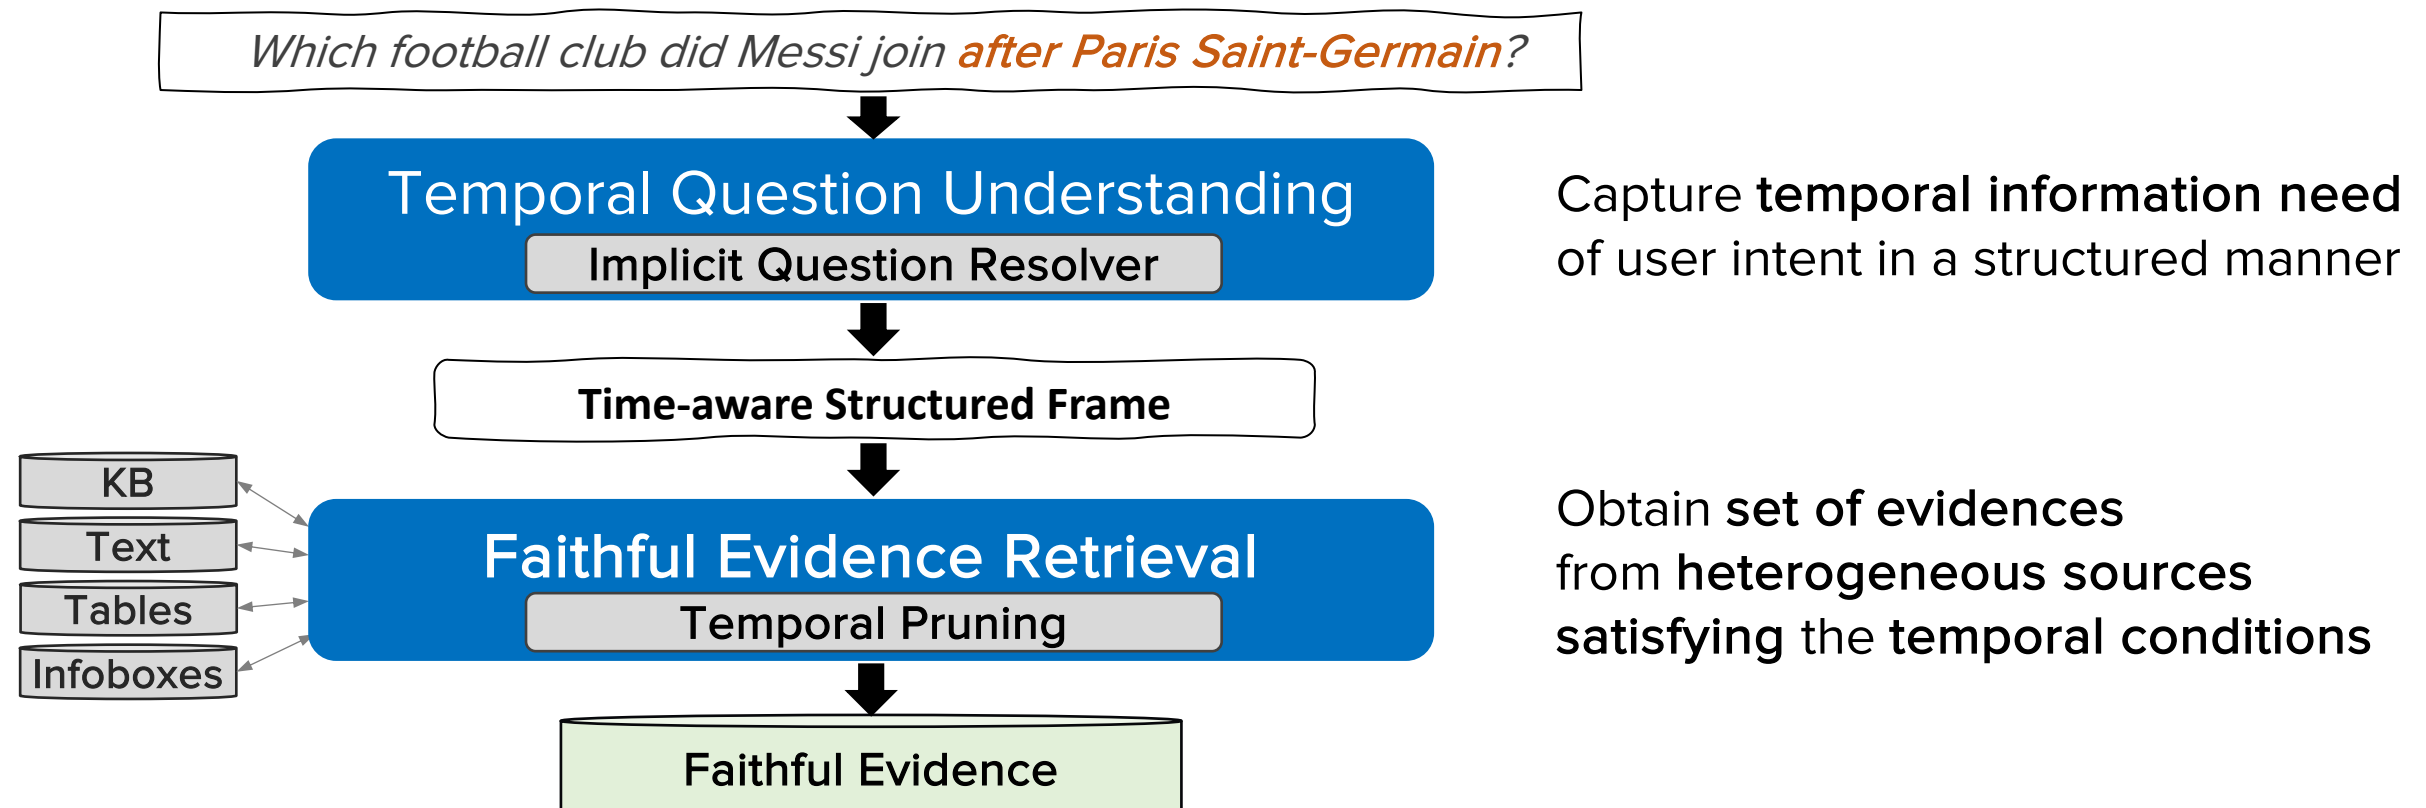 Which football club did Messi join after Paris Saint-Germain?
Temporal Question Understanding
Implicit Question Resolver
Capture temporal information need
of user intent in a structured manner
Time-aware Structured Frame
KB
Text
Tables
Infoboxes
Faithful Evidence Retrieval
Temporal Pruning
Obtain set of evidences
from heterogeneous sources
satisfying the temporal conditions
Faithful Evidence